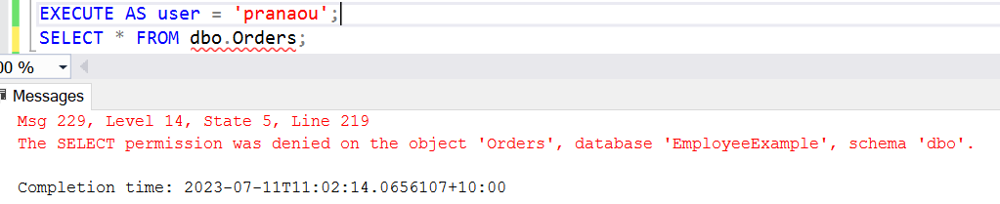 EXECUTE AS user = 'pranaou';
SELECT * FROM dbo.Orders;
00 %
Messages
Msg 229, Level 14, State 5, Line 219
The SELECT permission was denied on the object 'Orders', database 'EmployeeExample', schema 'dbo'.
Completion time: 2023-07-11T11:02:14.0656107+10:00